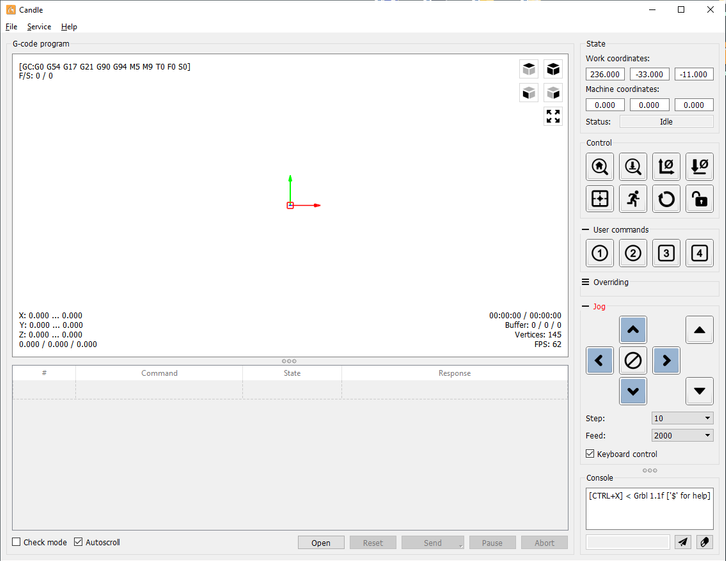 Candle
File Service Help
G-code program
[GC:G0 G54 G17 G21 G90 G94 M5 M9 T0 F0 S0]
F/S: 0 / 0
X: 0.000 ... 0.000
Y: 0.000 ... 0.000
Z: 0.000 ... 0.000
0.000 / 0.000 / 0.000
00:00:00 / 00:00:00
Buffer: 0 / 0 / 0
Vertices: 145
FPS: 62
# Command State Response
Check mode Autoscroll Open Reset Send Pause Abort
State
Work coordinates:
236.000 -33.000 -11.000
Machine coordinates:
0.000 0.000 0.000
Status: Idle
Control
User commands
1 2 3 4
Overriding
Jog
Step: 10
Feed: 2000
Keyboard control
Console
[CTRL+X] < Grbl 1.1f ['$' for help]